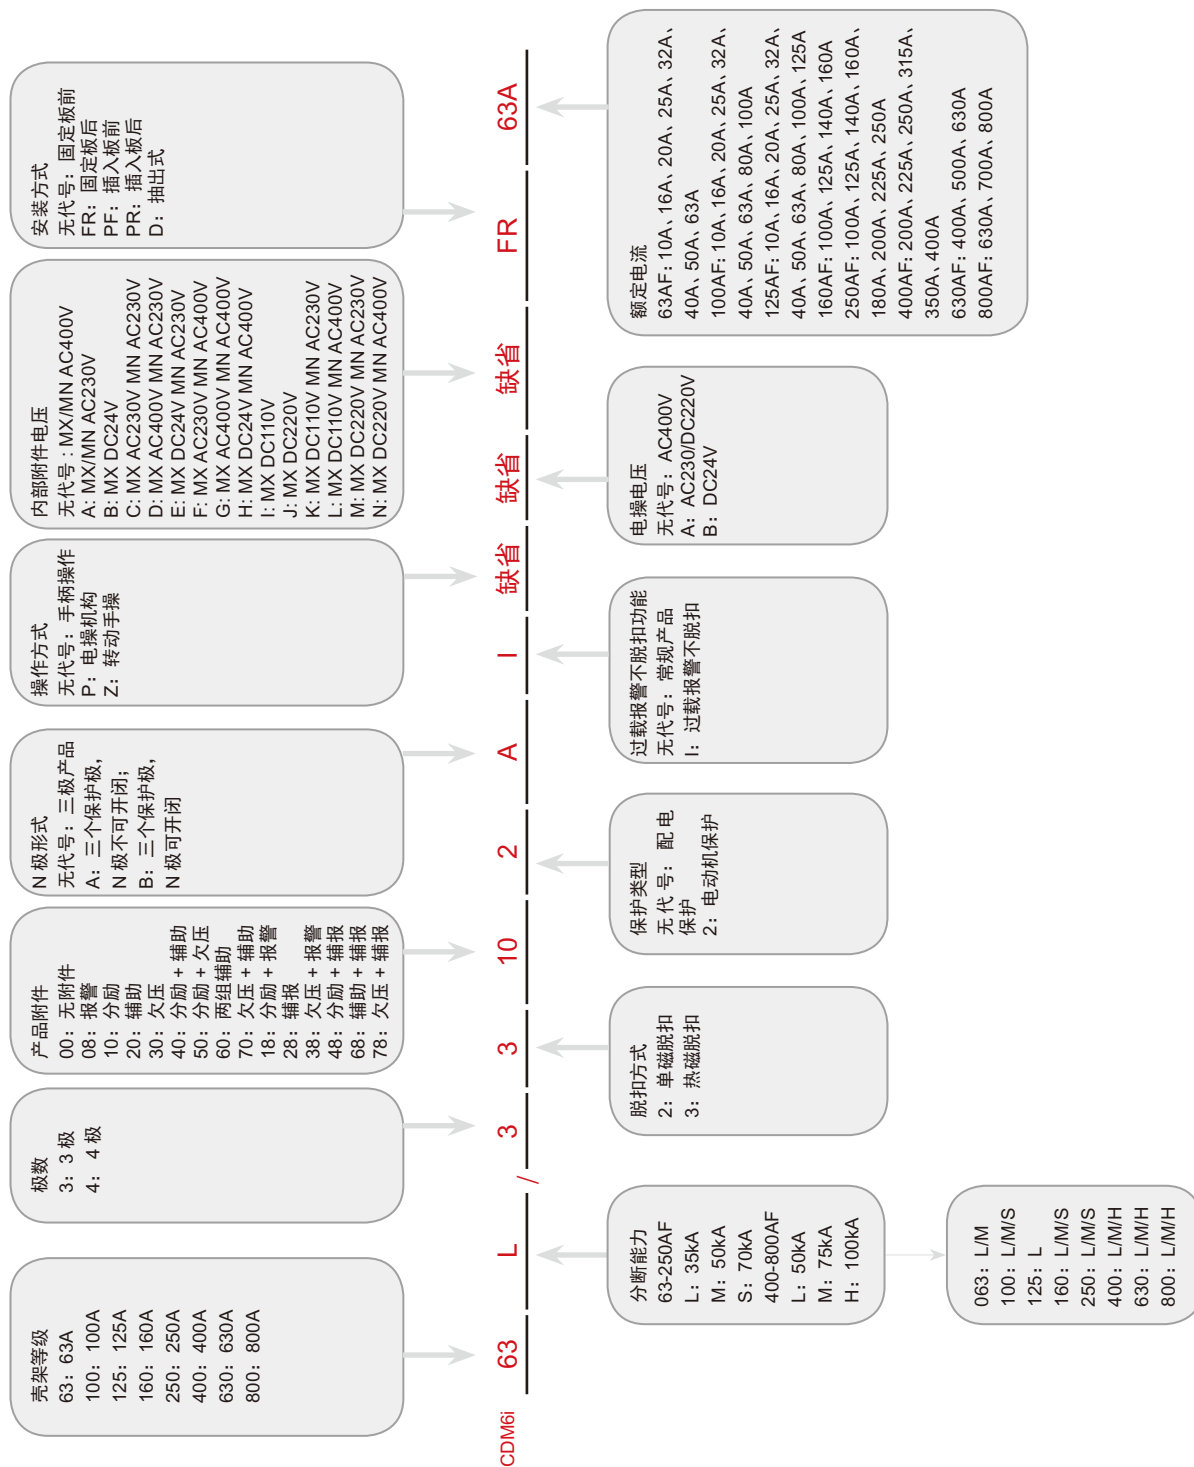 壳架等级
63：63A
100：100A
125：125A
160：160A
250：250A
400：400A
630：630A
800：800A
极数
3：3 极
4：4 极
产品附件
00：无附件
08：报警
10：分励
20：辅助
30：欠压
40：分励 + 辅助
50：分励 + 欠压
60：两组辅助
70：欠压 + 辅助
18：分励 + 报警
28：辅报
38：欠压 + 报警
48：分励 + 辅报
68：辅助 + 辅报
78：欠压 + 辅报
N 极形式
无代号：三极产品
A：三个保护极，
N 极不可开闭；
B：三个保护极，
N 极可开闭
操作方式
无代号：手柄操作
P：电操机构
Z：转动手操
内部附件电压
无代号 : MX/MN AC400V
A: MX/MN AC230V
B: MX DC24V
C: MX AC230V MN AC230V
D: MX AC400V MN AC230V
E: MX DC24V MN AC230V
F: MX AC230V MN AC400V
G: MX AC400V MN AC400V
H: MX DC24V MN AC400V
I: MX DC110V
J: MX DC220V
K: MX DC110V MN AC230V
L: MX DC110V MN AC400V
M: MX DC220V MN AC230V
N: MX DC220V MN AC400V
安装方式
无代号：固定板前
FR：固定板后
PF：插入板前
PR：插入板后
D：抽出式
CDM6i 63 L / 3 3 10 2 A I 缺省 缺省 缺省 FR 63A
分断能力
63-250AF
L：35kA
M：50kA
S：70kA
400-800AF
L：50kA
M：75kA
H：100kA
063：L/M
100：L/M/S
125：L
160：L/M/S
250：L/M/S
400：L/M/H
630：L/M/H
800：L/M/H
脱扣方式
2：单磁脱扣
3：热磁脱扣
保护类型
无 代 号：配 电
保护
2：电动机保护
过载报警不脱扣功能
无代号：常规产品
I：过载报警不脱扣
电操电压
无代号：AC400V
A：AC230/DC220V
B：DC24V
额定电流
63AF：10A、16A、20A、25A、32A、
40A、50A、63A
100AF：10A、16A、20A、25A、32A、
40A、50A、63A、80A、100A
125AF：10A、16A、20A、25A、32A、
40A、50A、63A、80A、100A、125A
160AF：100A、125A、140A、160A
250AF：100A、125A、140A、160A、
180A、200A、225A、250A
400AF：200A、225A、250A、315A、
350A、400A
630AF：400A、500A、630A
800AF：630A、700A、800A